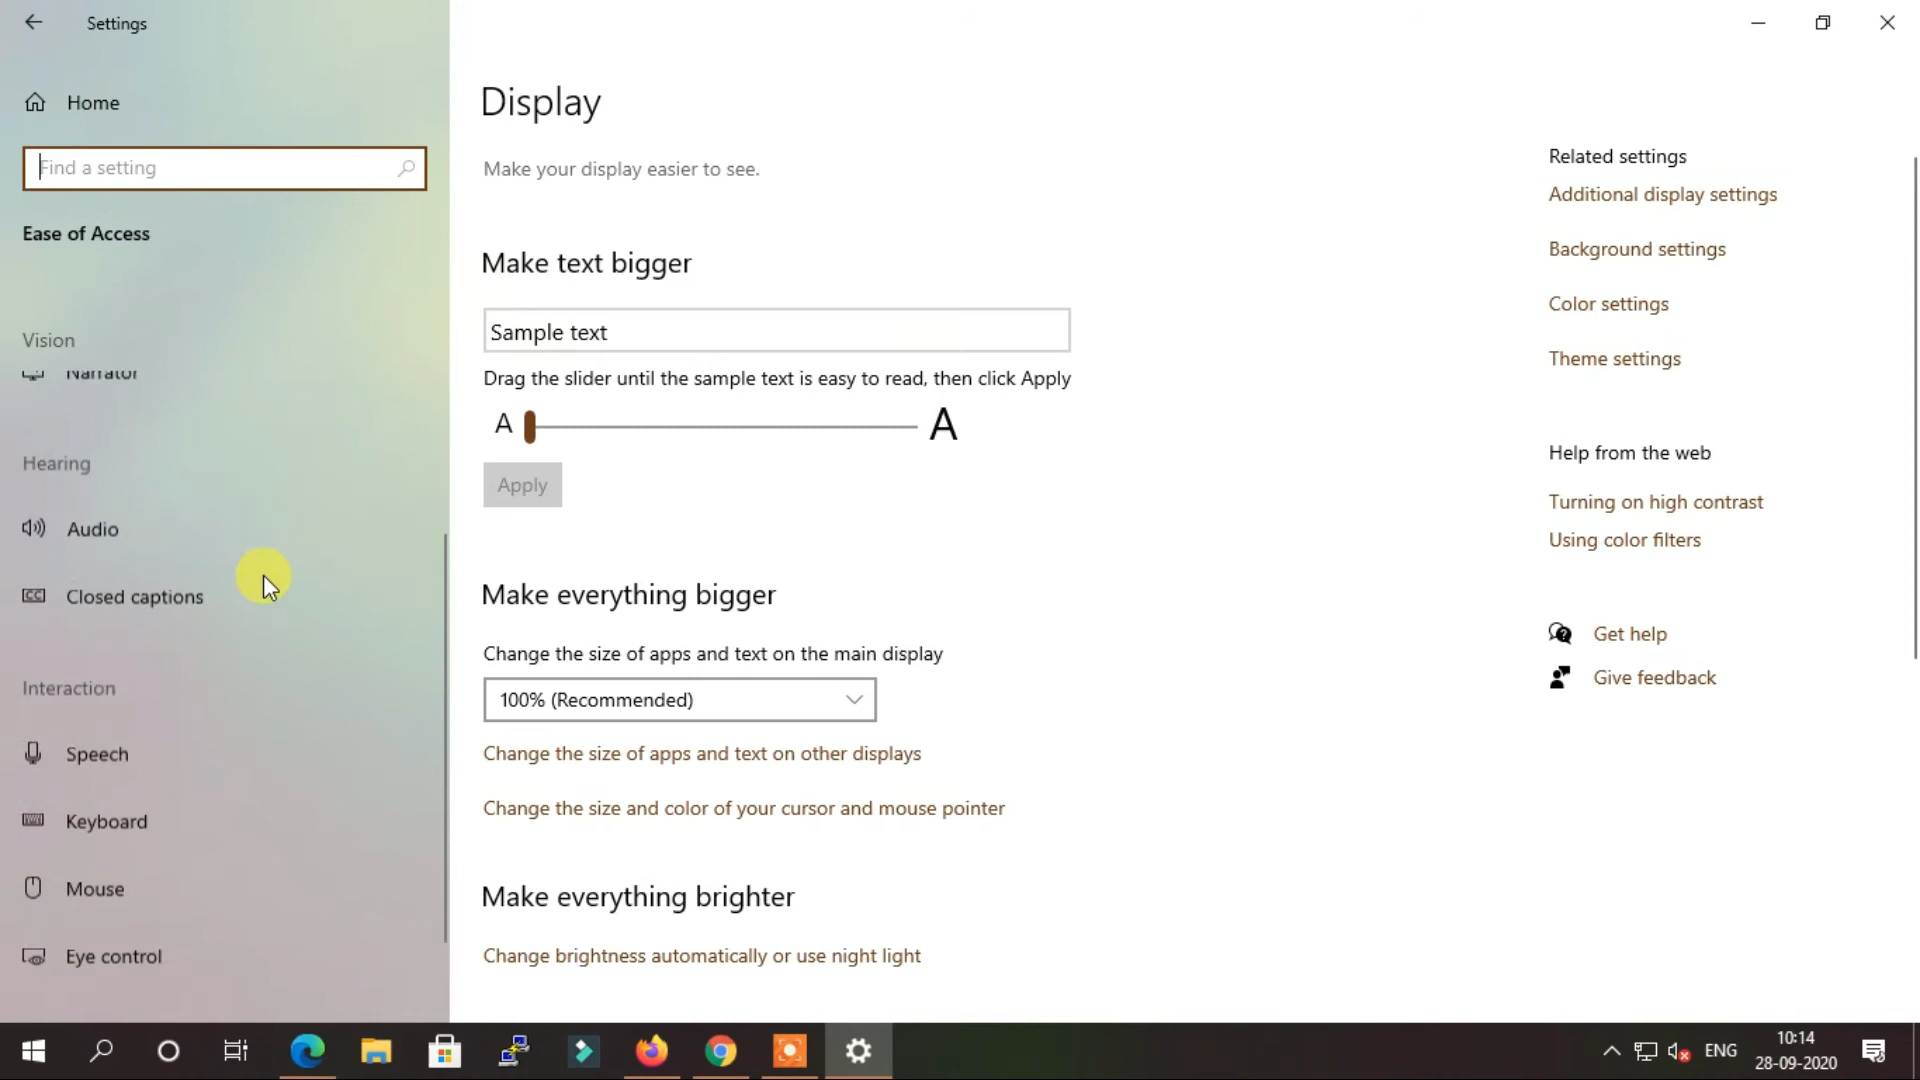 Settings
Home
Find a setting
Ease of Access
Vision
Narrator
Hearing
Audio
CC
Closed captions
Interaction
Speech
Keyboard
Mouse
Eye control
Display
Make your display easier to see.
Make text bigger
Sample text
Drag the slider until the sample text is easy to read, then click Apply
A A
Apply
Make everything bigger
Change the size of apps and text on the main display
100% (Recommended)
Change the size of apps and text on other displays
Change the size and color of your cursor and mouse pointer
Make everything brighter
Change brightness automatically or use night light
Related settings
Additional display settings
Background settings
Color settings
Theme settings
Help from the web
Turning on high contrast
Using color filters
Get help
Give feedback
ENG
10:14
28-09-2020